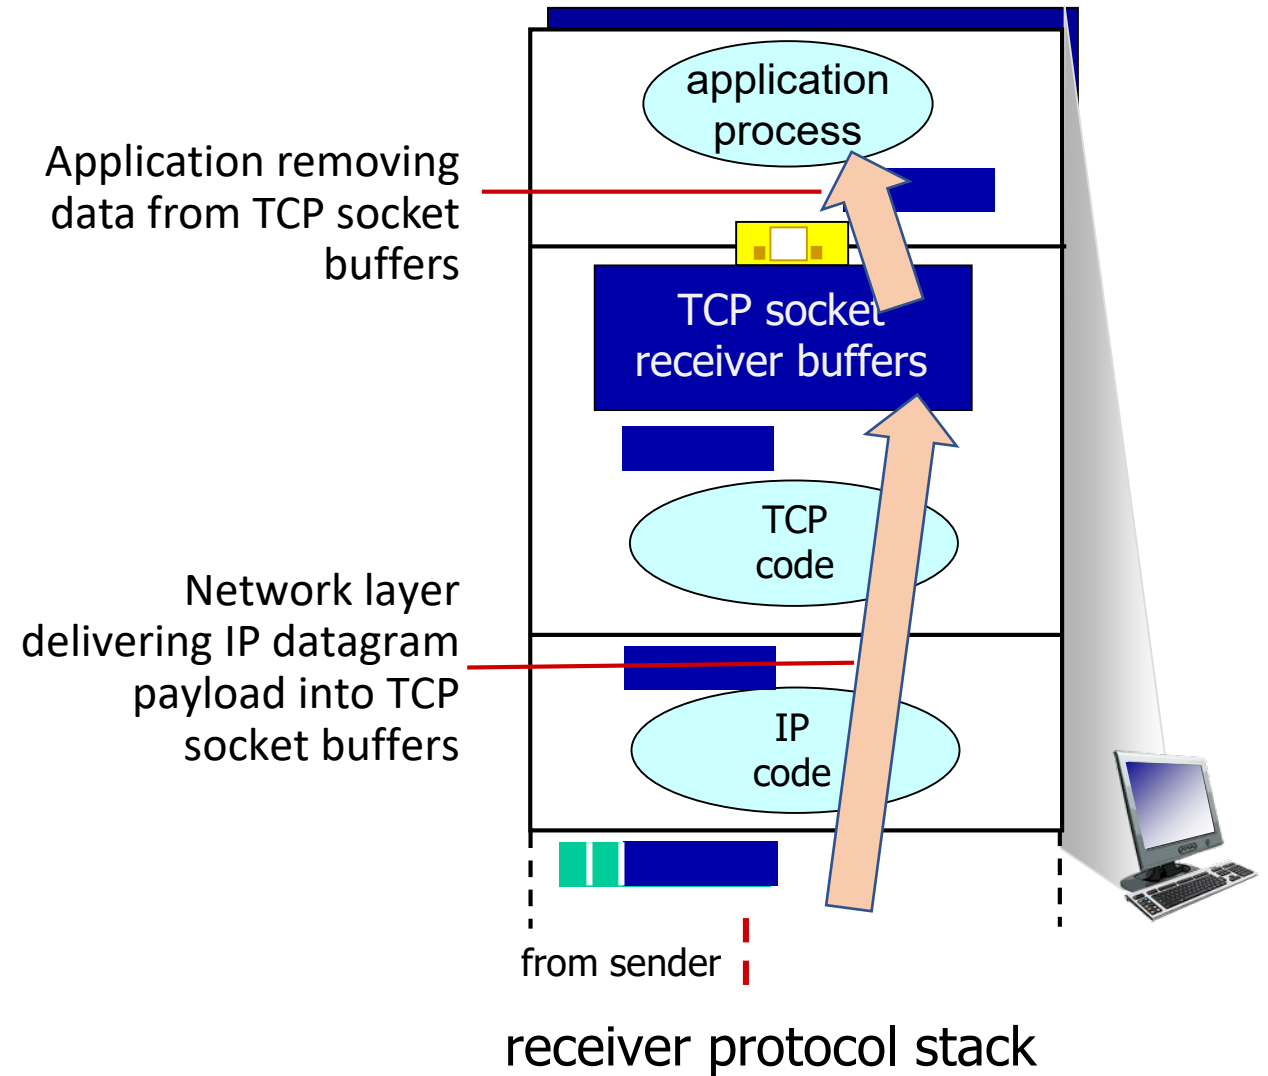 application
process
Application removing
data from TCP socket
buffers
TCP socket
receiver buffers
TCP
code
Network layer
delivering IP datagram
payload into TCP
socket buffers
IP
code
from sender
receiver protocol stack